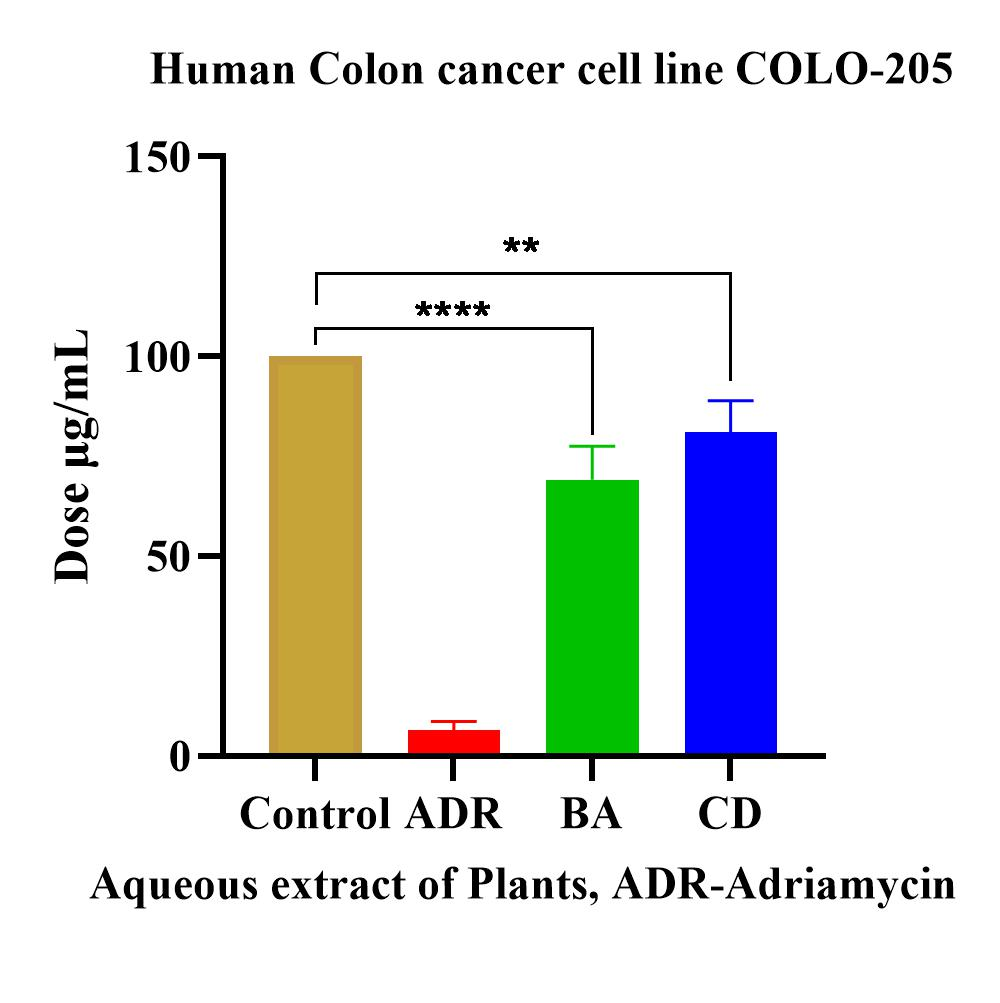 Human Colon cancer cell line COLO-205
150
**
****
100
50
0
Dose µg/mL
Control ADR BA CD
Aqueous extract of Plants, ADR-Adriamycin